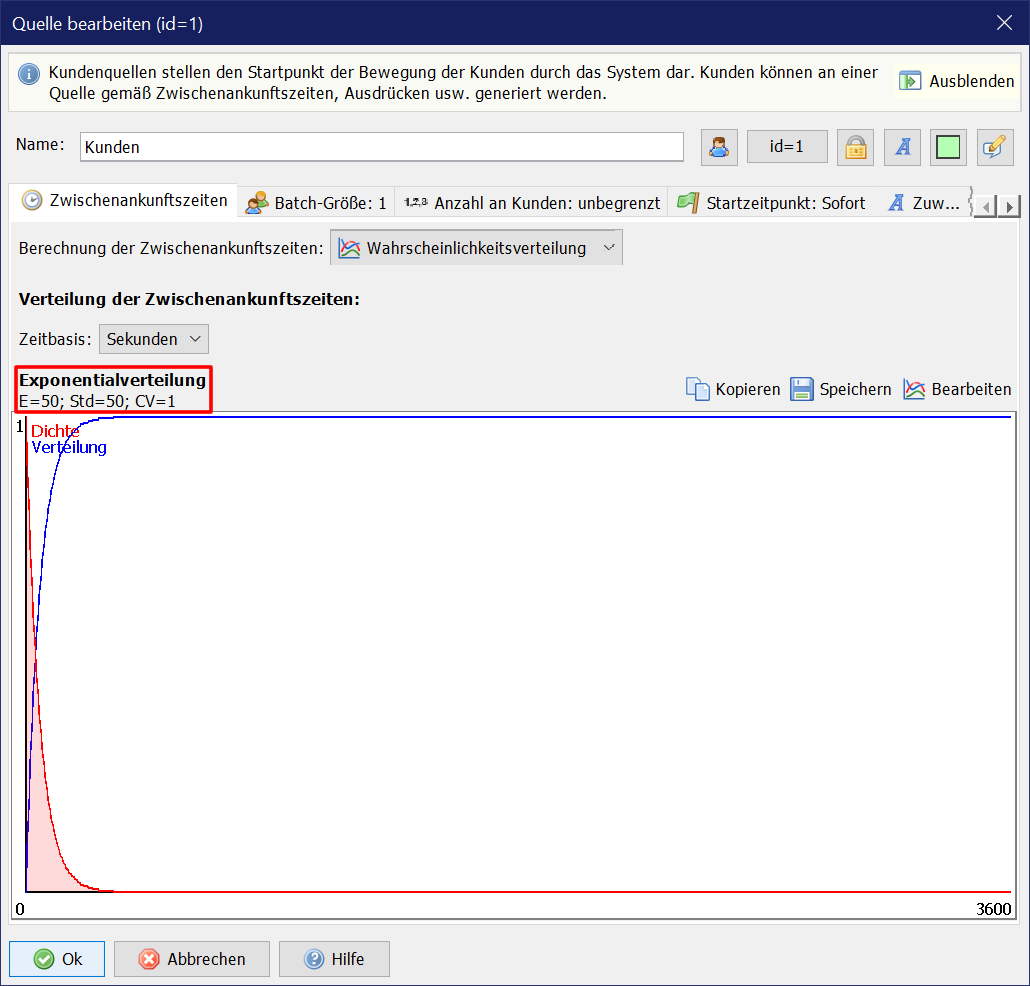 Quelle bearbeiten (id=1)
Kundenquellen stellen den Startpunkt der Bewegung der Kunden durch das System dar. Kunden können an einer
Quelle gemäß Zwischenankunftszeiten, Ausdrücken usw. generiert werden.
Ausblenden
Name: Kunden id=1
Zwischenankunftszeiten Batch-Größe: 1 1,2,3 Anzahl an Kunden: unbegrenzt Startzeitpunkt: Sofort A Zuw...
Berechnung der Zwischenankunftszeiten: Wahrscheinlichkeitsverteilung
Verteilung der Zwischenankunftszeiten:
Zeitbasis: Sekunden
Exponentialverteilung
E=50; Std=50; CV=1
Kopieren Speichern Bearbeiten
1
Dichte
Verteilung
0 3600
Ok Abbrechen Hilfe